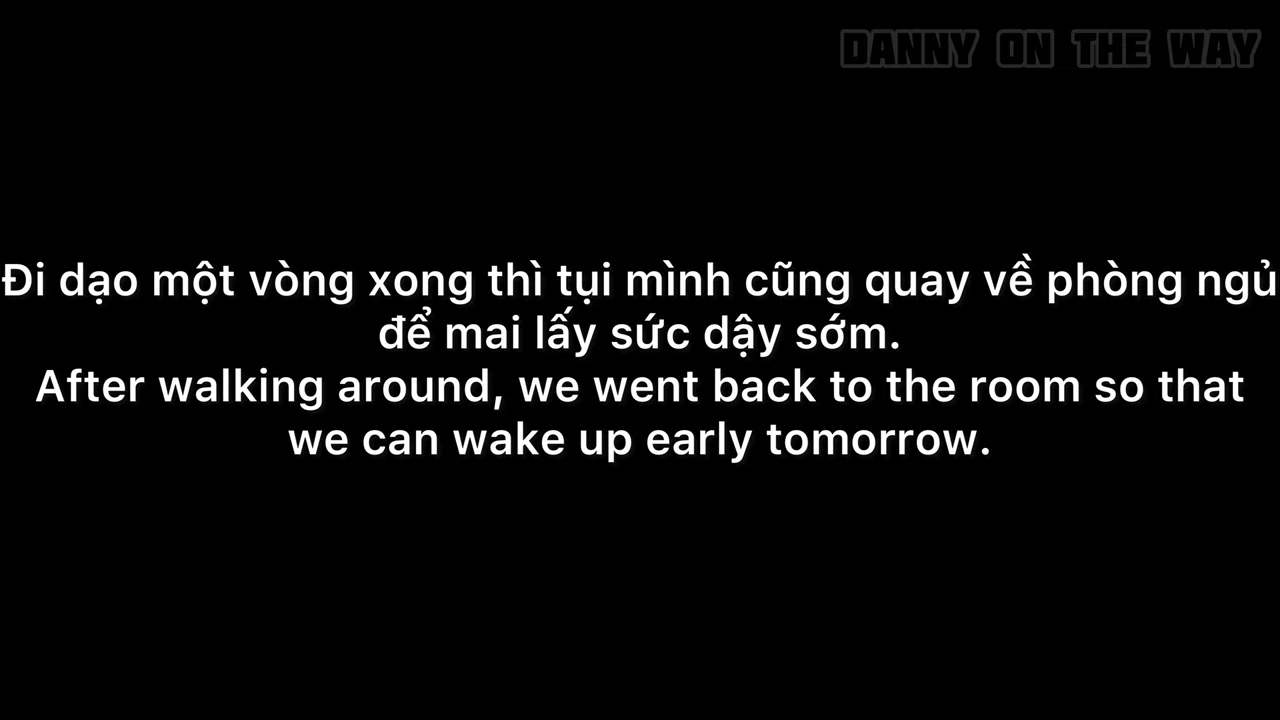 DANNY ON THE WAY
Đi dạo một vòng xong thì tụi mình cũng quay về phòng ngủ
để mai lấy sức dậy sớm.
After walking around, we went back to the room so that
we can wake up early tomorrow.